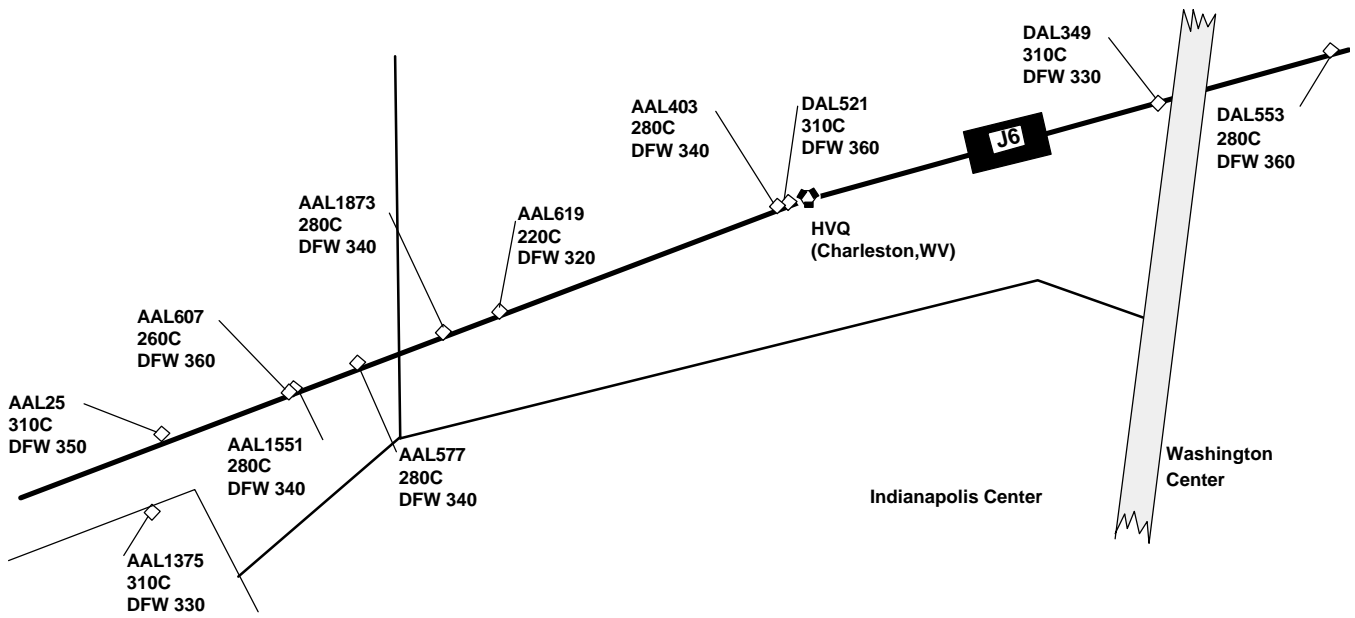 DAL349
310C
DFW 330
AAL403
280C
DFW 340
DAL521
310C
DFW 360
DAL553
280C
DFW 360
J6
AAL1873
280C
DFW 340
AAL619
220C
DFW 320
HVQ
(Charleston,WV)
AAL607
260C
DFW 360
AAL25
310C
DFW 350
AAL1551
280C
DFW 340
AAL577
280C
DFW 340
Washington
Center
Indianapolis Center
AAL1375
310C
DFW 330